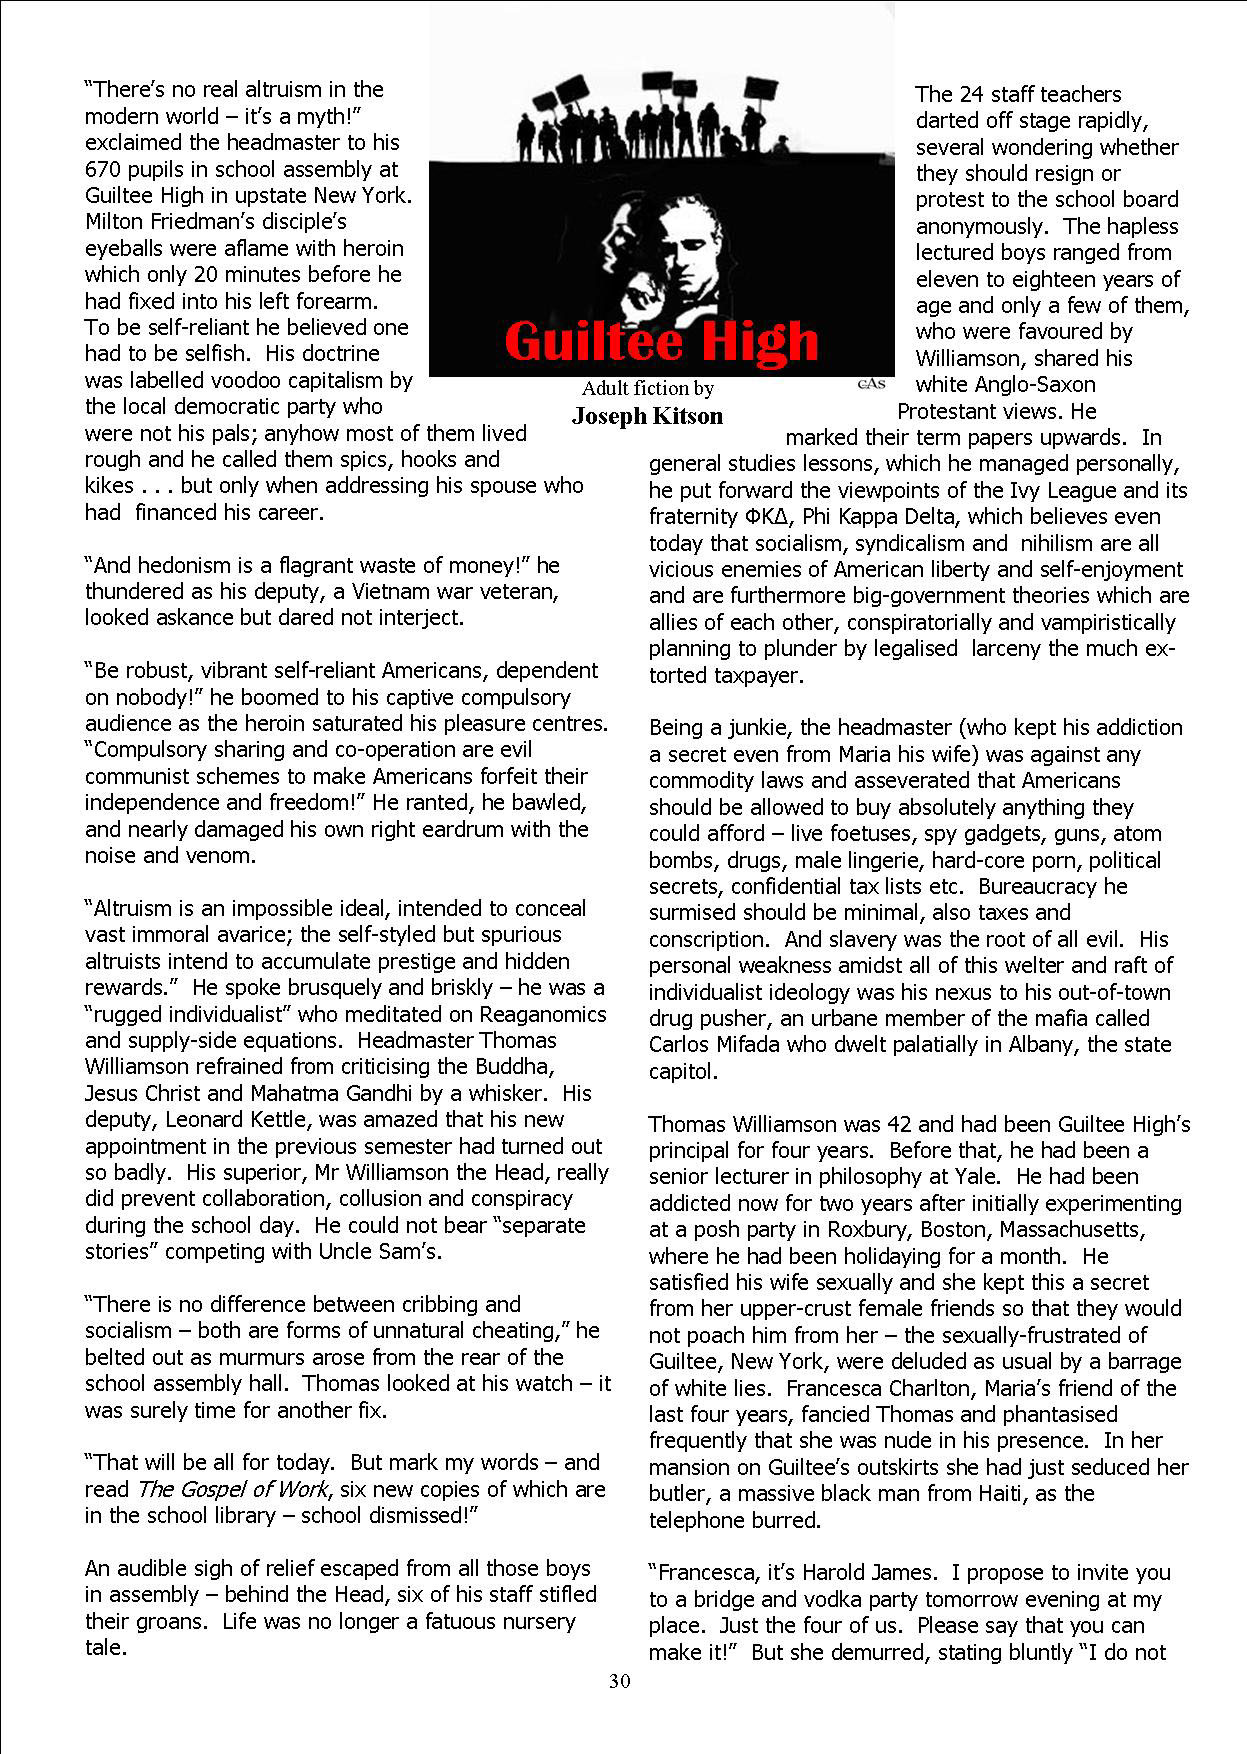 “There’s no real altruism in the
modern world – it’s a myth!”
exclaimed the headmaster to his
670 pupils in school assembly at
Guiltee High in upstate New York.
Milton Friedman’s disciple’s
eyeballs were aflame with heroin
which only 20 minutes before he
had fixed into his left forearm.
To be self-reliant he believed one
had to be selfish.  His doctrine
was labelled voodoo capitalism by
the local democratic party who
were not his pals; anyhow most of them lived
rough and he called them spics, hooks and
kikes . . . but only when addressing his spouse who
had  financed his career.

“And hedonism is a flagrant waste of money!” he
thundered as his deputy, a Vietnam war veteran,
looked askance but dared not interject.

“Be robust, vibrant self-reliant Americans, dependent
on nobody!” he boomed to his captive compulsory
audience as the heroin saturated his pleasure centres.
“Compulsory sharing and co-operation are evil
communist schemes to make Americans forfeit their
independence and freedom!” He ranted, he bawled,
and nearly damaged his own right eardrum with the
noise and venom.

“Altruism is an impossible ideal, intended to conceal
vast immoral avarice; the self-styled but spurious
altruists intend to accumulate prestige and hidden
rewards.”  He spoke brusquely and briskly – he was a
“rugged individualist” who meditated on Reaganomics
and supply-side equations.  Headmaster Thomas
Williamson refrained from criticising the Buddha,
Jesus Christ and Mahatma Gandhi by a whisker.  His
deputy, Leonard Kettle, was amazed that his new
appointment in the previous semester had turned out
so badly.  His superior, Mr Williamson the Head, really
did prevent collaboration, collusion and conspiracy
during the school day.  He could not bear “separate
stories” competing with Uncle Sam’s.

“There is no difference between cribbing and
socialism – both are forms of unnatural cheating,” he
belted out as murmurs arose from the rear of the
school assembly hall.  Thomas looked at his watch – it
was surely time for another fix.

“That will be all for today.  But mark my words – and
read The Gospel of Work, six new copies of which are
in the school library – school dismissed!”

An audible sigh of relief escaped from all those boys
in assembly – behind the Head, six of his staff stifled
their groans.  Life was no longer a fatuous nursery
tale.

Guiltee High
cAs
Adult fiction by
Joseph Kitson

The 24 staff teachers
darted off stage rapidly,
several wondering whether
they should resign or
protest to the school board
anonymously.  The hapless
lectured boys ranged from
eleven to eighteen years of
age and only a few of them,
who were favoured by
Williamson, shared his
white Anglo-Saxon
Protestant views. He
marked their term papers upwards.  In
general studies lessons, which he managed personally,
he put forward the viewpoints of the Ivy League and its
fraternity ΦΚΔ, Phi Kappa Delta, which believes even
today that socialism, syndicalism and  nihilism are all
vicious enemies of American liberty and self-enjoyment
and are furthermore big-government theories which are
allies of each other, conspiratorially and vampiristically
planning to plunder by legalised  larceny the much ex-
torted taxpayer.

Being a junkie, the headmaster (who kept his addiction
a secret even from Maria his wife) was against any
commodity laws and asseverated that Americans
should be allowed to buy absolutely anything they
could afford – live foetuses, spy gadgets, guns, atom
bombs, drugs, male lingerie, hard-core porn, political
secrets, confidential tax lists etc.  Bureaucracy he
surmised should be minimal, also taxes and
conscription.  And slavery was the root of all evil.  His
personal weakness amidst all of this welter and raft of
individualist ideology was his nexus to his out-of-town
drug pusher, an urbane member of the mafia called
Carlos Mifada who dwelt palatially in Albany, the state
capitol.

Thomas Williamson was 42 and had been Guiltee High’s
principal for four years.  Before that, he had been a
senior lecturer in philosophy at Yale.  He had been
addicted now for two years after initially experimenting
at a posh party in Roxbury, Boston, Massachusetts,
where he had been holidaying for a month.  He
satisfied his wife sexually and she kept this a secret
from her upper-crust female friends so that they would
not poach him from her – the sexually-frustrated of
Guiltee, New York, were deluded as usual by a barrage
of white lies.  Francesca Charlton, Maria’s friend of the
last four years, fancied Thomas and phantasised
frequently that she was nude in his presence.  In her
mansion on Guiltee’s outskirts she had just seduced her
butler, a massive black man from Haiti, as the
telephone burred.

“Francesca, it’s Harold James.  I propose to invite you
to a bridge and vodka party tomorrow evening at my
place.  Just the four of us.  Please say that you can
make it!”  But she demurred, stating bluntly “I do not

30